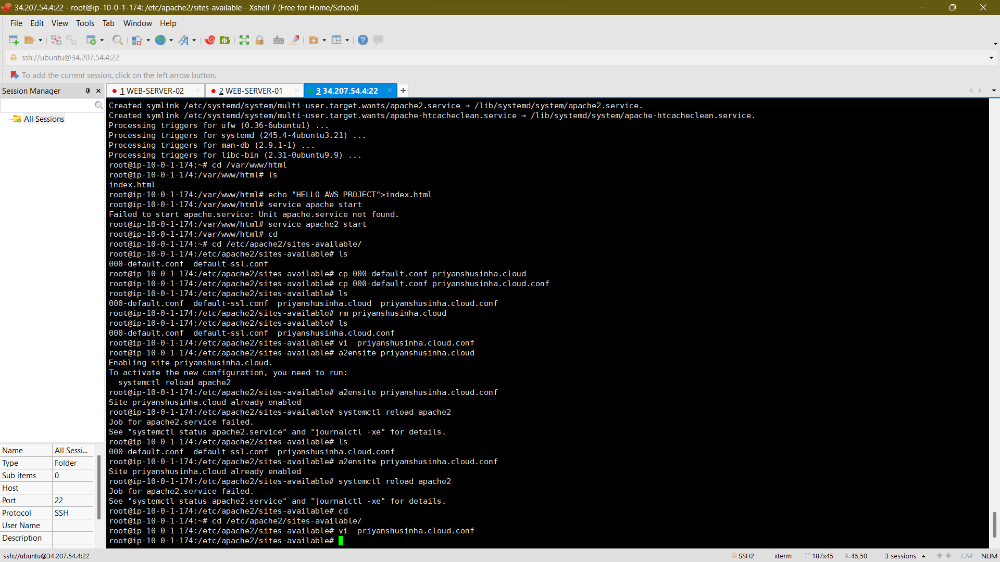 34.207.54.4:22 - root@ip-10-0-1-174: /etc/apache2/sites-available - Xshell 7 (Free for Home/School)
File Edit View Tools Tab Window Help
ssh://ubuntu@34.207.54.4:22
To add the current session, click on the left arrow button.
Session Manager
All Sessions
1 WEB-SERVER-02 2 WEB-SERVER-01 3 34.207.54.4:22 +
Created symlink /etc/systemd/system/multi-user.target.wants/apache2.service → /lib/systemd/system/apache2.service.
Created symlink /etc/systemd/system/multi-user.target.wants/apache-htcacheclean.service → /lib/systemd/system/apache-htcacheclean.service.
Processing triggers for ufw (0.36-6ubuntu1) ...
Processing triggers for systemd (245.4-4ubuntu3.21) ...
Processing triggers for man-db (2.9.1-1) ...
Processing triggers for libc-bin (2.31-0ubuntu9.9) ...
root@ip-10-0-1-174:~# cd /var/www/html
root@ip-10-0-1-174:/var/www/html# ls
index.html
root@ip-10-0-1-174:/var/www/html# echo "HELLO AWS PROJECT">index.html
root@ip-10-0-1-174:/var/www/html# service apache start
Failed to start apache.service: Unit apache.service not found.
root@ip-10-0-1-174:/var/www/html# service apache2 start
root@ip-10-0-1-174:/var/www/html# cd
root@ip-10-0-1-174:~# cd /etc/apache2/sites-available/
root@ip-10-0-1-174:/etc/apache2/sites-available# ls
000-default.conf  default-ssl.conf
root@ip-10-0-1-174:/etc/apache2/sites-available# cp 000-default.conf priyanshusinha.cloud
root@ip-10-0-1-174:/etc/apache2/sites-available# cp 000-default.conf priyanshusinha.cloud.conf
root@ip-10-0-1-174:/etc/apache2/sites-available# ls
000-default.conf  default-ssl.conf  priyanshusinha.cloud  priyanshusinha.cloud.conf
root@ip-10-0-1-174:/etc/apache2/sites-available# rm priyanshusinha.cloud
root@ip-10-0-1-174:/etc/apache2/sites-available# ls
000-default.conf  default-ssl.conf  priyanshusinha.cloud.conf
root@ip-10-0-1-174:/etc/apache2/sites-available# vi  priyanshusinha.cloud.conf
root@ip-10-0-1-174:/etc/apache2/sites-available# a2ensite priyanshusinha.cloud
Enabling site priyanshusinha.cloud.
To activate the new configuration, you need to run:
  systemctl reload apache2
root@ip-10-0-1-174:/etc/apache2/sites-available# a2ensite priyanshusinha.cloud.conf
Site priyanshusinha.cloud already enabled
root@ip-10-0-1-174:/etc/apache2/sites-available# systemctl reload apache2
Job for apache2.service failed.
See "systemctl status apache2.service" and "journalctl -xe" for details.
root@ip-10-0-1-174:/etc/apache2/sites-available# ls
000-default.conf  default-ssl.conf  priyanshusinha.cloud.conf
root@ip-10-0-1-174:/etc/apache2/sites-available# a2ensite priyanshusinha.cloud.conf
Site priyanshusinha.cloud already enabled
root@ip-10-0-1-174:/etc/apache2/sites-available# systemctl reload apache2
Job for apache2.service failed.
See "systemctl status apache2.service" and "journalctl -xe" for details.
root@ip-10-0-1-174:/etc/apache2/sites-available# cd
root@ip-10-0-1-174:~# cd /etc/apache2/sites-available/
root@ip-10-0-1-174:/etc/apache2/sites-available# vi  priyanshusinha.cloud.conf
root@ip-10-0-1-174:/etc/apache2/sites-available#
Name All Sessi...
Type Folder
Sub items 0
Host
Port 22
Protocol SSH
User Name
Description
ssh://ubuntu@34.207.54.4:22 SSH2 xterm 187x45 45,50 3 sessions CAP NUM